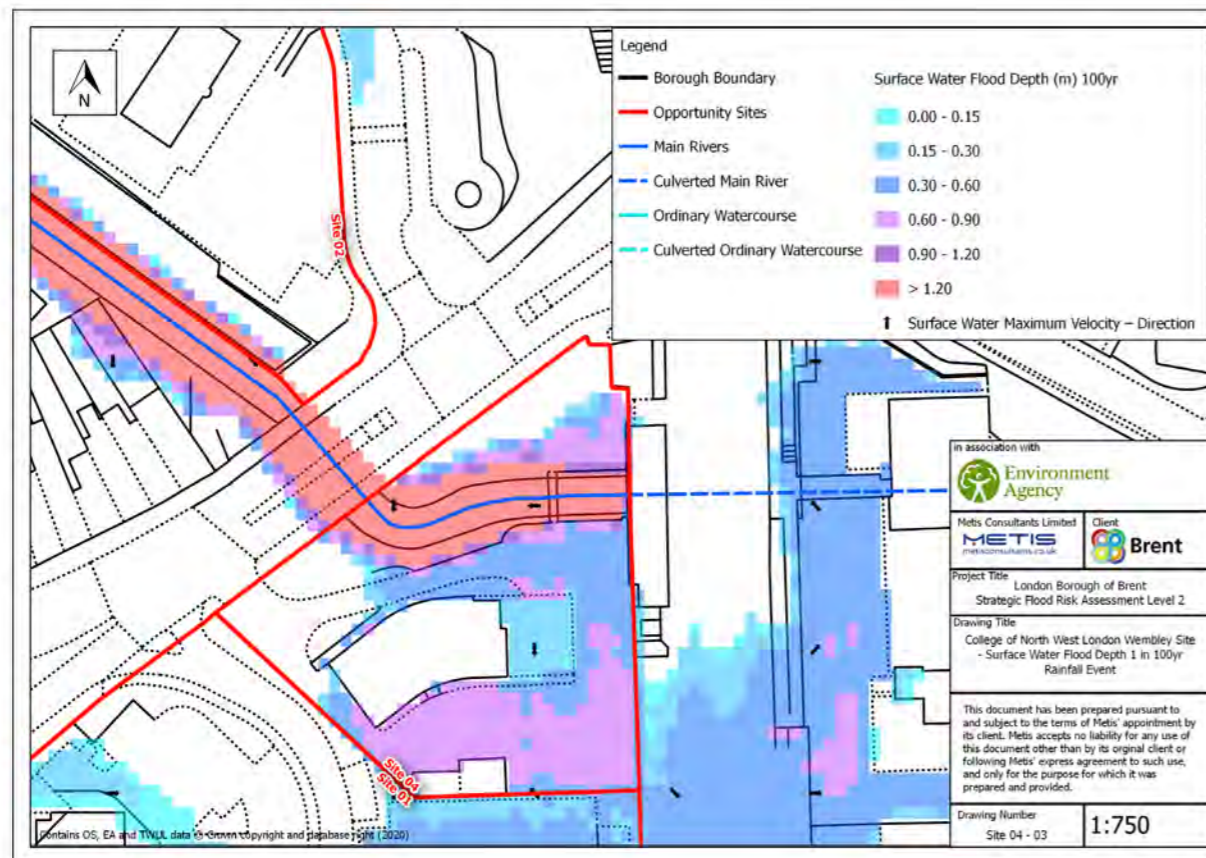 N
Legend
Borough Boundary
Opportunity Sites
Main Rivers
Culverted Main River
Ordinary Watercourse
Culverted Ordinary Watercourse
Surface Water Flood Depth (m) 100yr
0.00 - 0.15
0.15 - 0.30
0.30 - 0.60
0.60 - 0.90
0.90 - 1.20
> 1.20
Surface Water Maximum Velocity – Direction
Site 02
Site 04
Site 01
in association with
Environment
Agency
Metis Consultants Limited
METIS
metisconsultants.co.uk
Client
Brent
Project Title
London Borough of Brent
Strategic Flood Risk Assessment Level 2
Drawing Title
College of North West London Wembley Site
- Surface Water Flood Depth 1 in 100yr
Rainfall Event
This document has been prepared pursuant to
and subject to the terms of Metis' appointment by
its client. Metis accepts no liability for any use of
this document other than by its orginal client or
following Metis' express agreement to such use,
and only for the purpose for which it was
prepared and provided.
Drawing Number
Site 04 - 03
1:750
Contains OS, EA and TWUL data © Crown copyright and database right (2020)